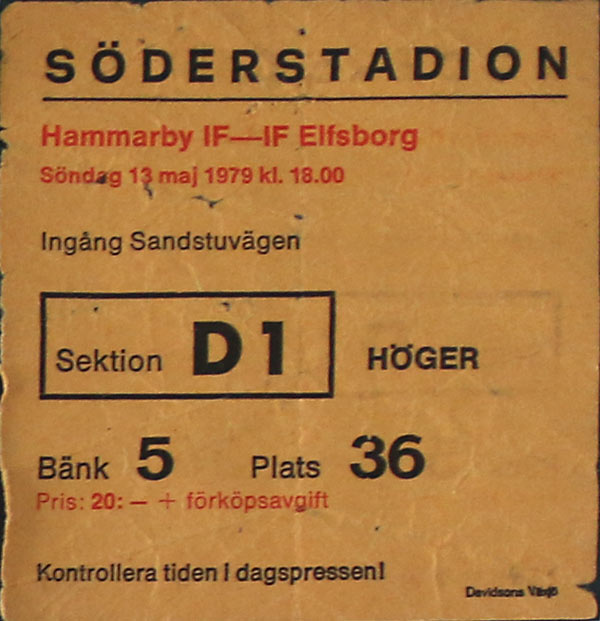 SÖDERSTADION
Hammarby IF—IF Elfsborg
Söndag 13 maj 1979 kl. 18.00
Ingång Sandstuvägen
Sektion D1 HÖGER
Bänk 5 Plats 36
Pris: 20: — + förköpsavgift
Kontrollera tiden i dagspressen!
Davidsons Växjö